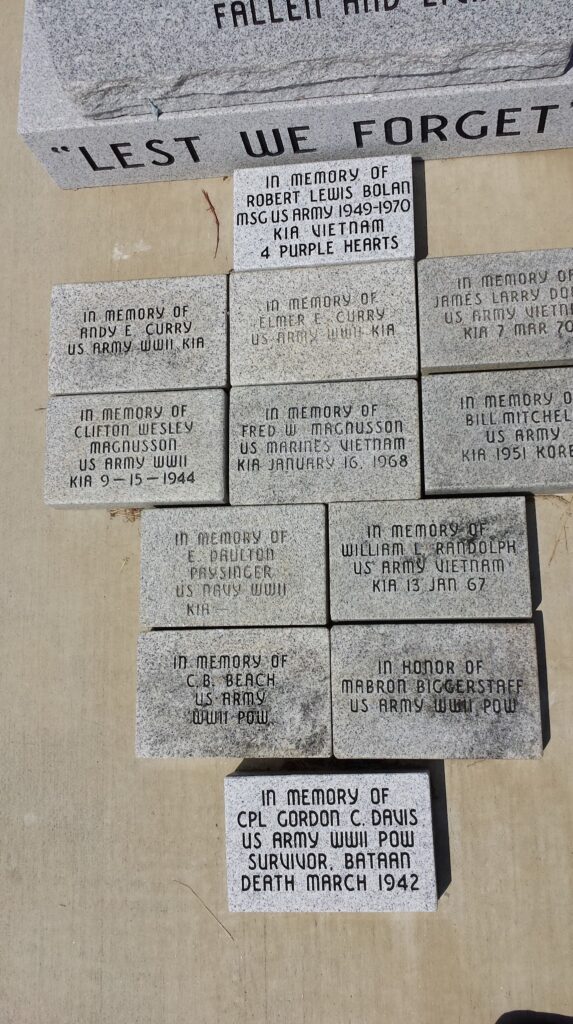 FALLEN AND
"LEST WE FORGET"
IN MEMORY OF
ROBERT LEWIS BOLAN
MSG US ARMY 1949-1970
KIA VIETNAM
4 PURPLE HEARTS
IN MEMORY OF
ANDY E. CURRY
US ARMY WWII KIA
IN MEMORY OF
ELMER E. CURRY
US ARMY WWII KIA
IN MEMORY OF
JAMES LARRY
US ARMY
KIA 7 MAR 70
IN MEMORY OF
CLIFTON WESLEY
MAGNUSSON
US ARMY WWII
KIA 9-15-1944
IN MEMORY OF
FRED W. MAGNUSSON
US MARINES VIETNAM
KIA JANUARY 16, 1968
IN MEMORY OF
BILL
US ARMY
KIA 1951
IN MEMORY OF
E. DAULTON
PAYSINGER
US NAVY WWII
KIA
IN MEMORY OF
WILLIAM L. RANDOLPH
US ARMY VIETNAM
KIA 13 JAN 67
IN MEMORY OF
C.B. BEACH
US ARMY
WWII POW
IN HONOR OF
MABRON BIGGERSTAFF
US ARMY WWII POW
IN MEMORY OF
CPL GORDON C. DAVIS
US ARMY WWII POW
SURVIVOR, BATAAN
DEATH MARCH 1942